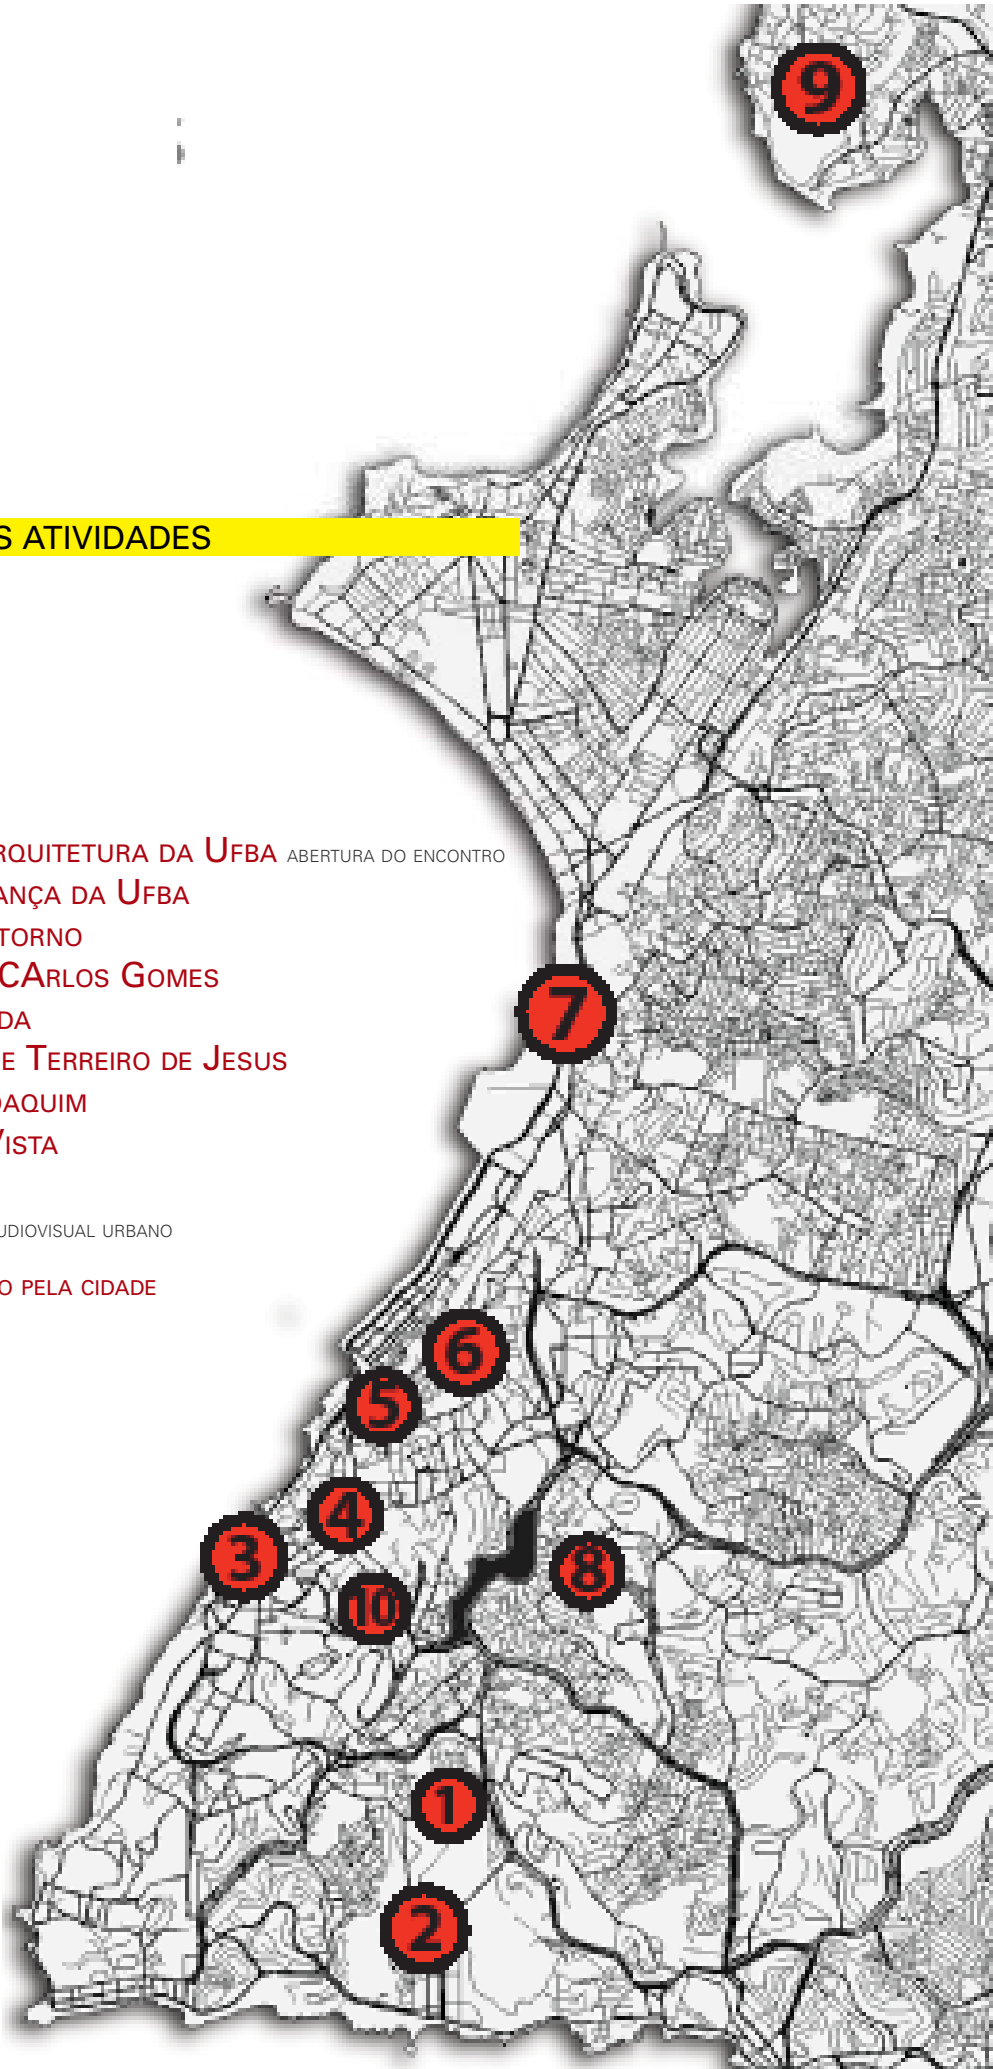 9
S ATIVIDADES
RQUITETURA DA UFBA ABERTURA DO ENCONTRO
ANÇA DA UFBA
TORNO
CARLOS GOMES
DA
E TERREIRO DE JESUS
OAQUIM
VISTA
UDIOVISUAL URBANO
O PELA CIDADE
7
6
5
4
3
8
10
1
2